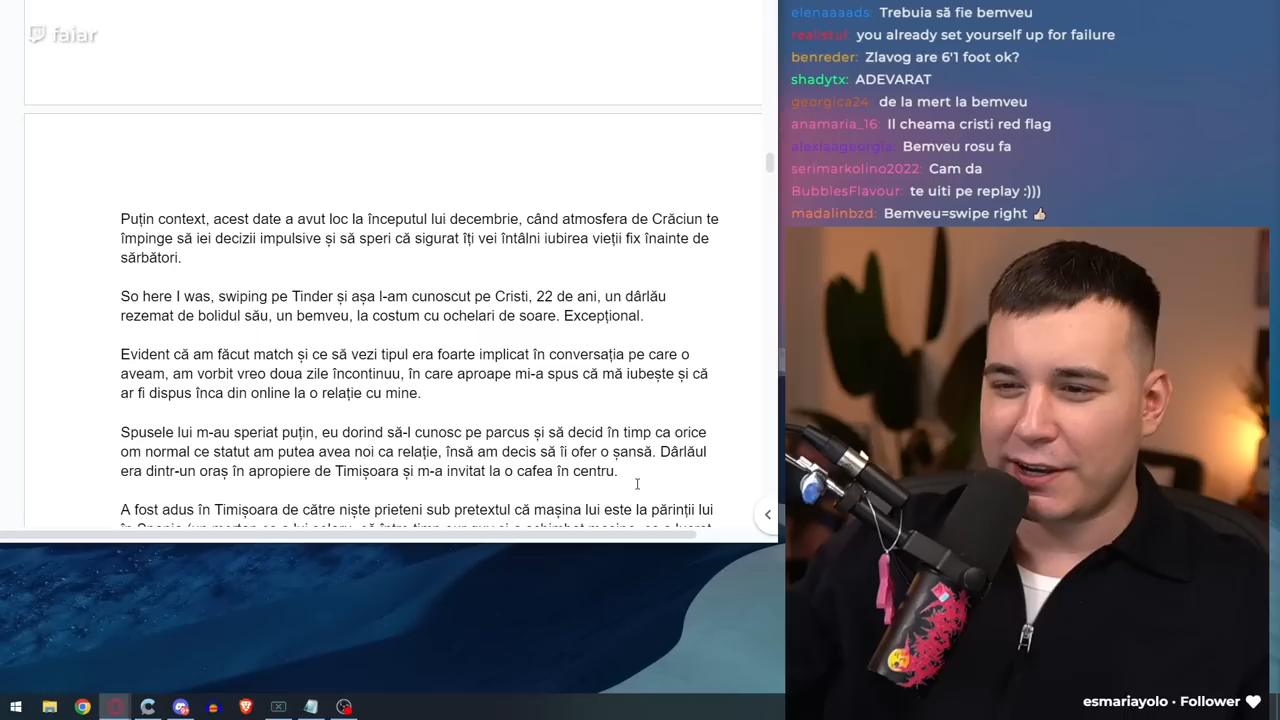 faiar
Puțin context, acest date a avut loc la începutul lui decembrie, când atmosfera de Crăciun te
împinge să iei decizii impulsive și să speri că sigurat îți vei întâlni iubirea vieții fix înainte de
sărbători.
So here I was, swiping pe Tinder și așa l-am cunoscut pe Cristi, 22 de ani, un dârlău
rezemat de bolidul său, un bemveu, la costum cu ochelari de soare. Excepțional.
Evident că am făcut match și ce să vezi tipul era foarte implicat în conversația pe care o
aveam, am vorbit vreo doua zile încontinuu, în care aproape mi-a spus că mă iubește și că
ar fi dispus înca din online la o relație cu mine.
Spusele lui m-au speriat puțin, eu dorind să-l cunosc pe parcus și să decid în timp ca orice
om normal ce statut am putea avea noi ca relație, însă am decis să îi ofer o șansă. Dârlăul
era dintr-un oraș în apropiere de Timișoara și m-a invitat la o cafea în centru.
A fost adus în Timișoara de către niște prieteni sub pretextul că mașina lui este la părinții lui
elenaaaads: Trebuia să fie bemveu
realistul: you already set yourself up for failure
benreder: Zlavog are 6'1 foot ok?
shadytx: ADEVARAT
georgica24: de la mert la bemveu
anamaria_16: Il cheama cristi red flag
alexiaageorgia: Bemveu rosu fa
serimarkolino2022: Cam da
BubblesFlavour: te uiti pe replay :)))
madalinbzd: Bemveu=swipe right 👍🏻
esmariayolo · Follower